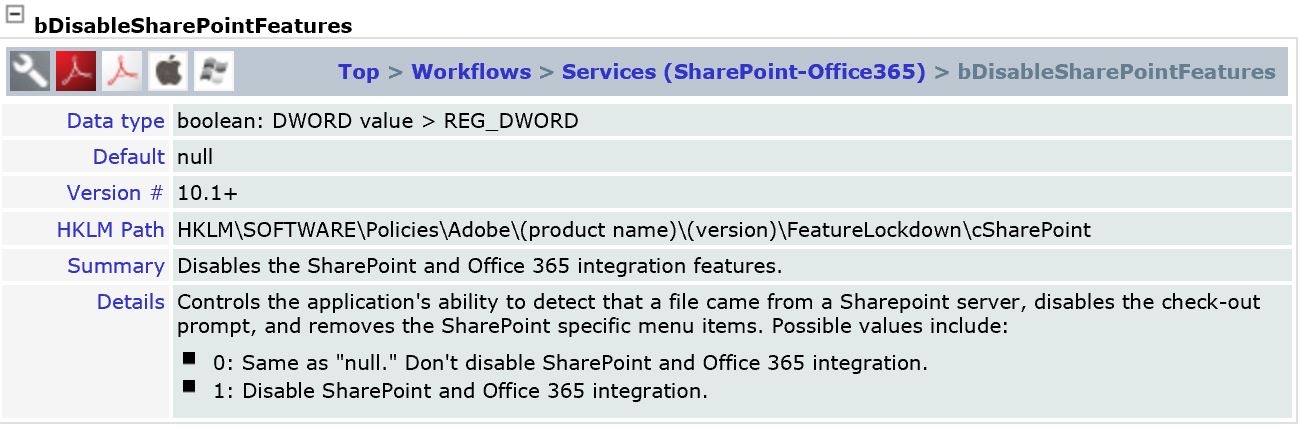 bDisableSharePointFeatures
Top > Workflows > Services (SharePoint-Office365) > bDisableSharePointFeatures
Data type boolean: DWORD value > REG_DWORD
Default null
Version # 10.1+
HKLM Path HKLM\SOFTWARE\Policies\Adobe\(product name)\(version)\FeatureLockdown\cSharePoint
Summary Disables the SharePoint and Office 365 integration features.
Details Controls the application's ability to detect that a file came from a Sharepoint server, disables the check-out
prompt, and removes the SharePoint specific menu items. Possible values include:
■ 0: Same as "null." Don't disable SharePoint and Office 365 integration.
■ 1: Disable SharePoint and Office 365 integration.